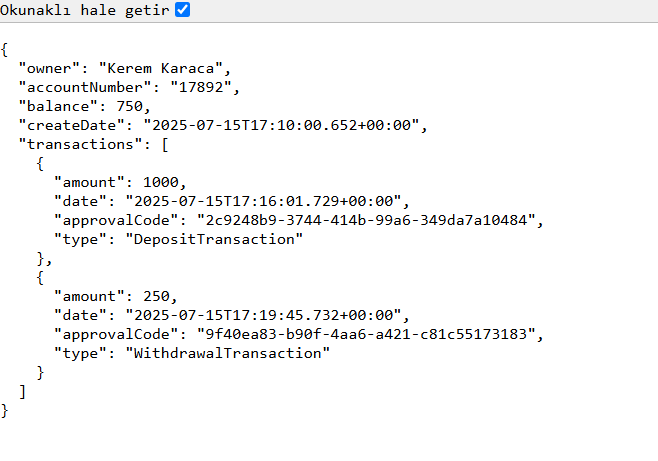 Okunaklı hale getir
{
  "owner": "Kerem Karaca",
  "accountNumber": "17892",
  "balance": 750,
  "createDate": "2025-07-15T17:10:00.652+00:00",
  "transactions": [
    {
      "amount": 1000,
      "date": "2025-07-15T17:16:01.729+00:00",
      "approvalCode": "2c9248b9-3744-414b-99a6-349da7a10484",
      "type": "DepositTransaction"
    },
    {
      "amount": 250,
      "date": "2025-07-15T17:19:45.732+00:00",
      "approvalCode": "9f40ea83-b90f-4aa6-a421-c81c55173183",
      "type": "WithdrawalTransaction"
    }
  ]
}